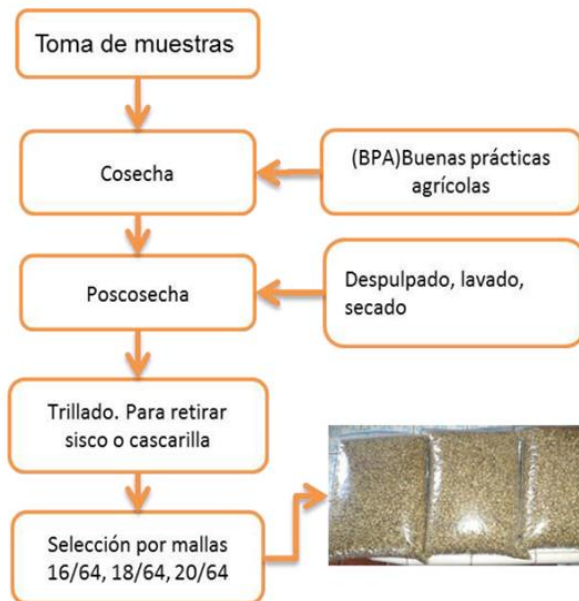 Toma de muestras
Cosecha
(BPA)Buenas prácticas
agrícolas
Poscosecha
Despulpado, lavado,
secado
Trillado. Para retirar
sisco o cascarilla
Selección por mallas
16/64, 18/64, 20/64